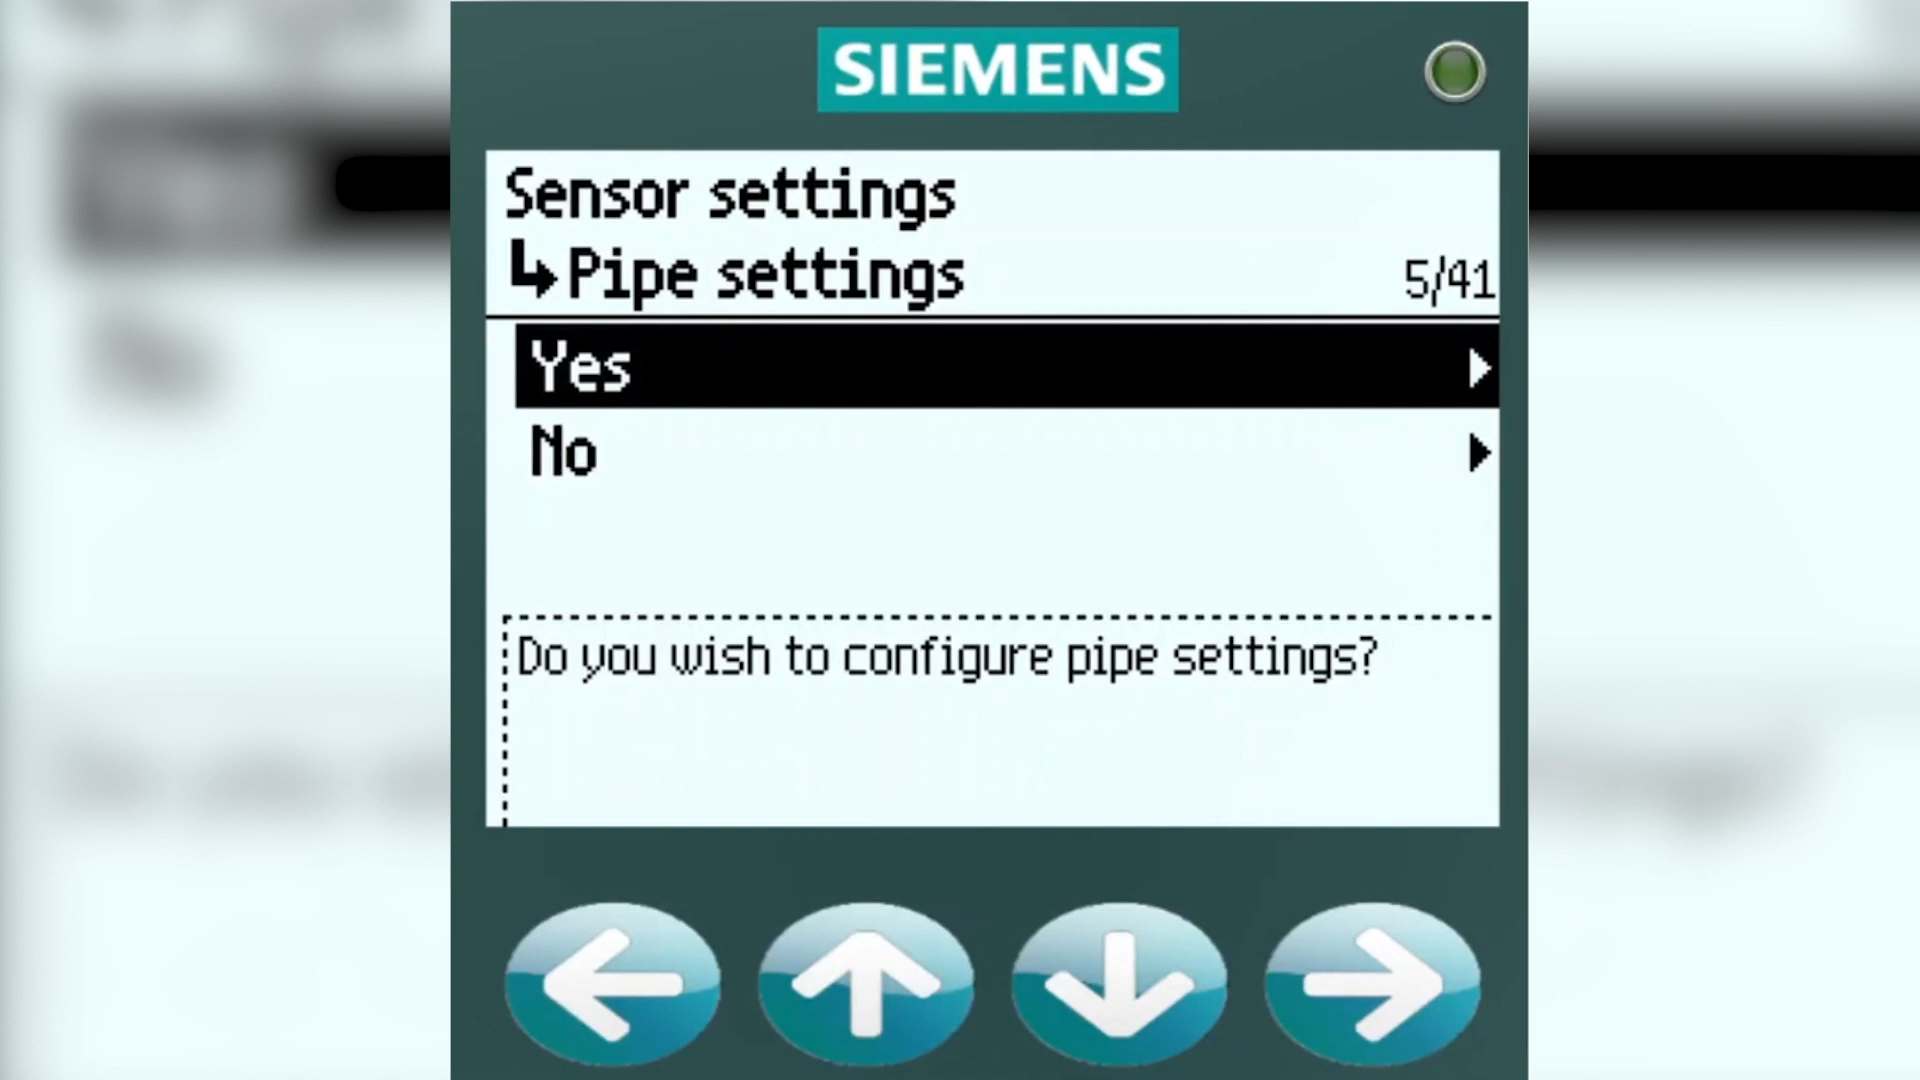 SIEMENS
Sensor settings
Pipe settings 5/41
Yes
No
Do you wish to configure pipe settings?